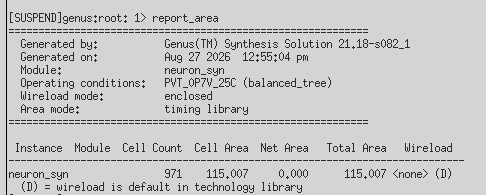 [SUSPEND]genus:root: 1> report_area
============================================================
Generated by: Genus(TM) Synthesis Solution 21.18-s082_1
Generated on: Aug 27 2026 12:55:04 pm
Module: neuron_syn
Operating conditions: PVT_0P7V_25C (balanced_tree)
Wireload mode: enclosed
Area mode: timing library
============================================================
Instance Module Cell Count Cell Area Net Area Total Area Wireload
--------------------------------------------------------------------------
neuron_syn 971 115.007 0.000 115.007 <none> (D)
(D) = wireload is default in technology library